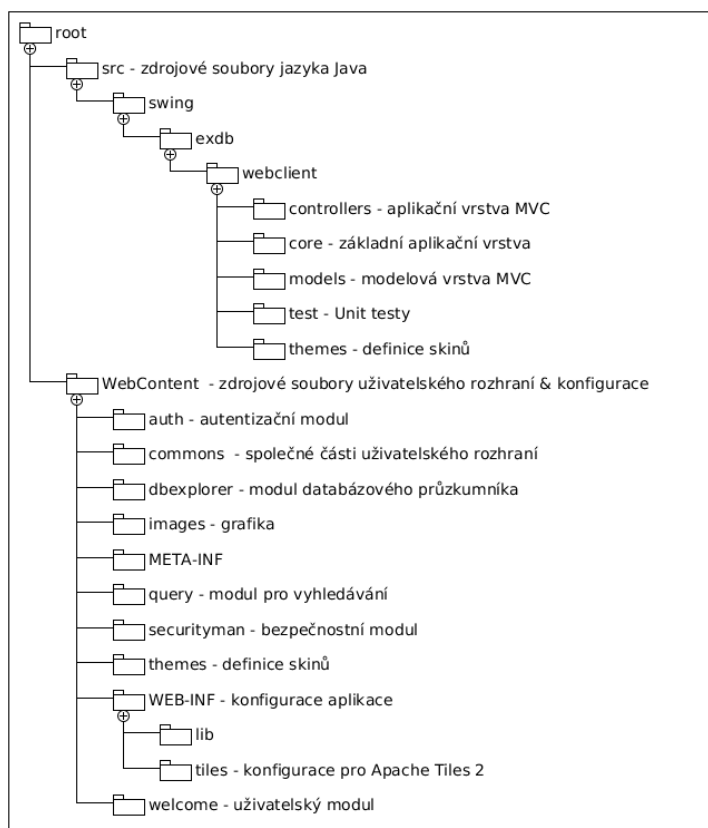 root
src - zdrojové soubory jazyka Java
swing
exdb
webclient
controllers - aplikační vrstva MVC
core - základní aplikační vrstva
models - modelová vrstva MVC
test - Unit testy
themes - definice skinů
WebContent - zdrojové soubory uživatelského rozhraní & konfigurace
auth - autentizační modul
commons - společné části uživatelského rozhraní
dbexplorer - modul databázového průzkumníka
images - grafika
META-INF
query - modul pro vyhledávání
securityman - bezpečnostní modul
themes - definice skinů
WEB-INF - konfigurace aplikace
lib
tiles - konfigurace pro Apache Tiles 2
welcome - uživatelský modul